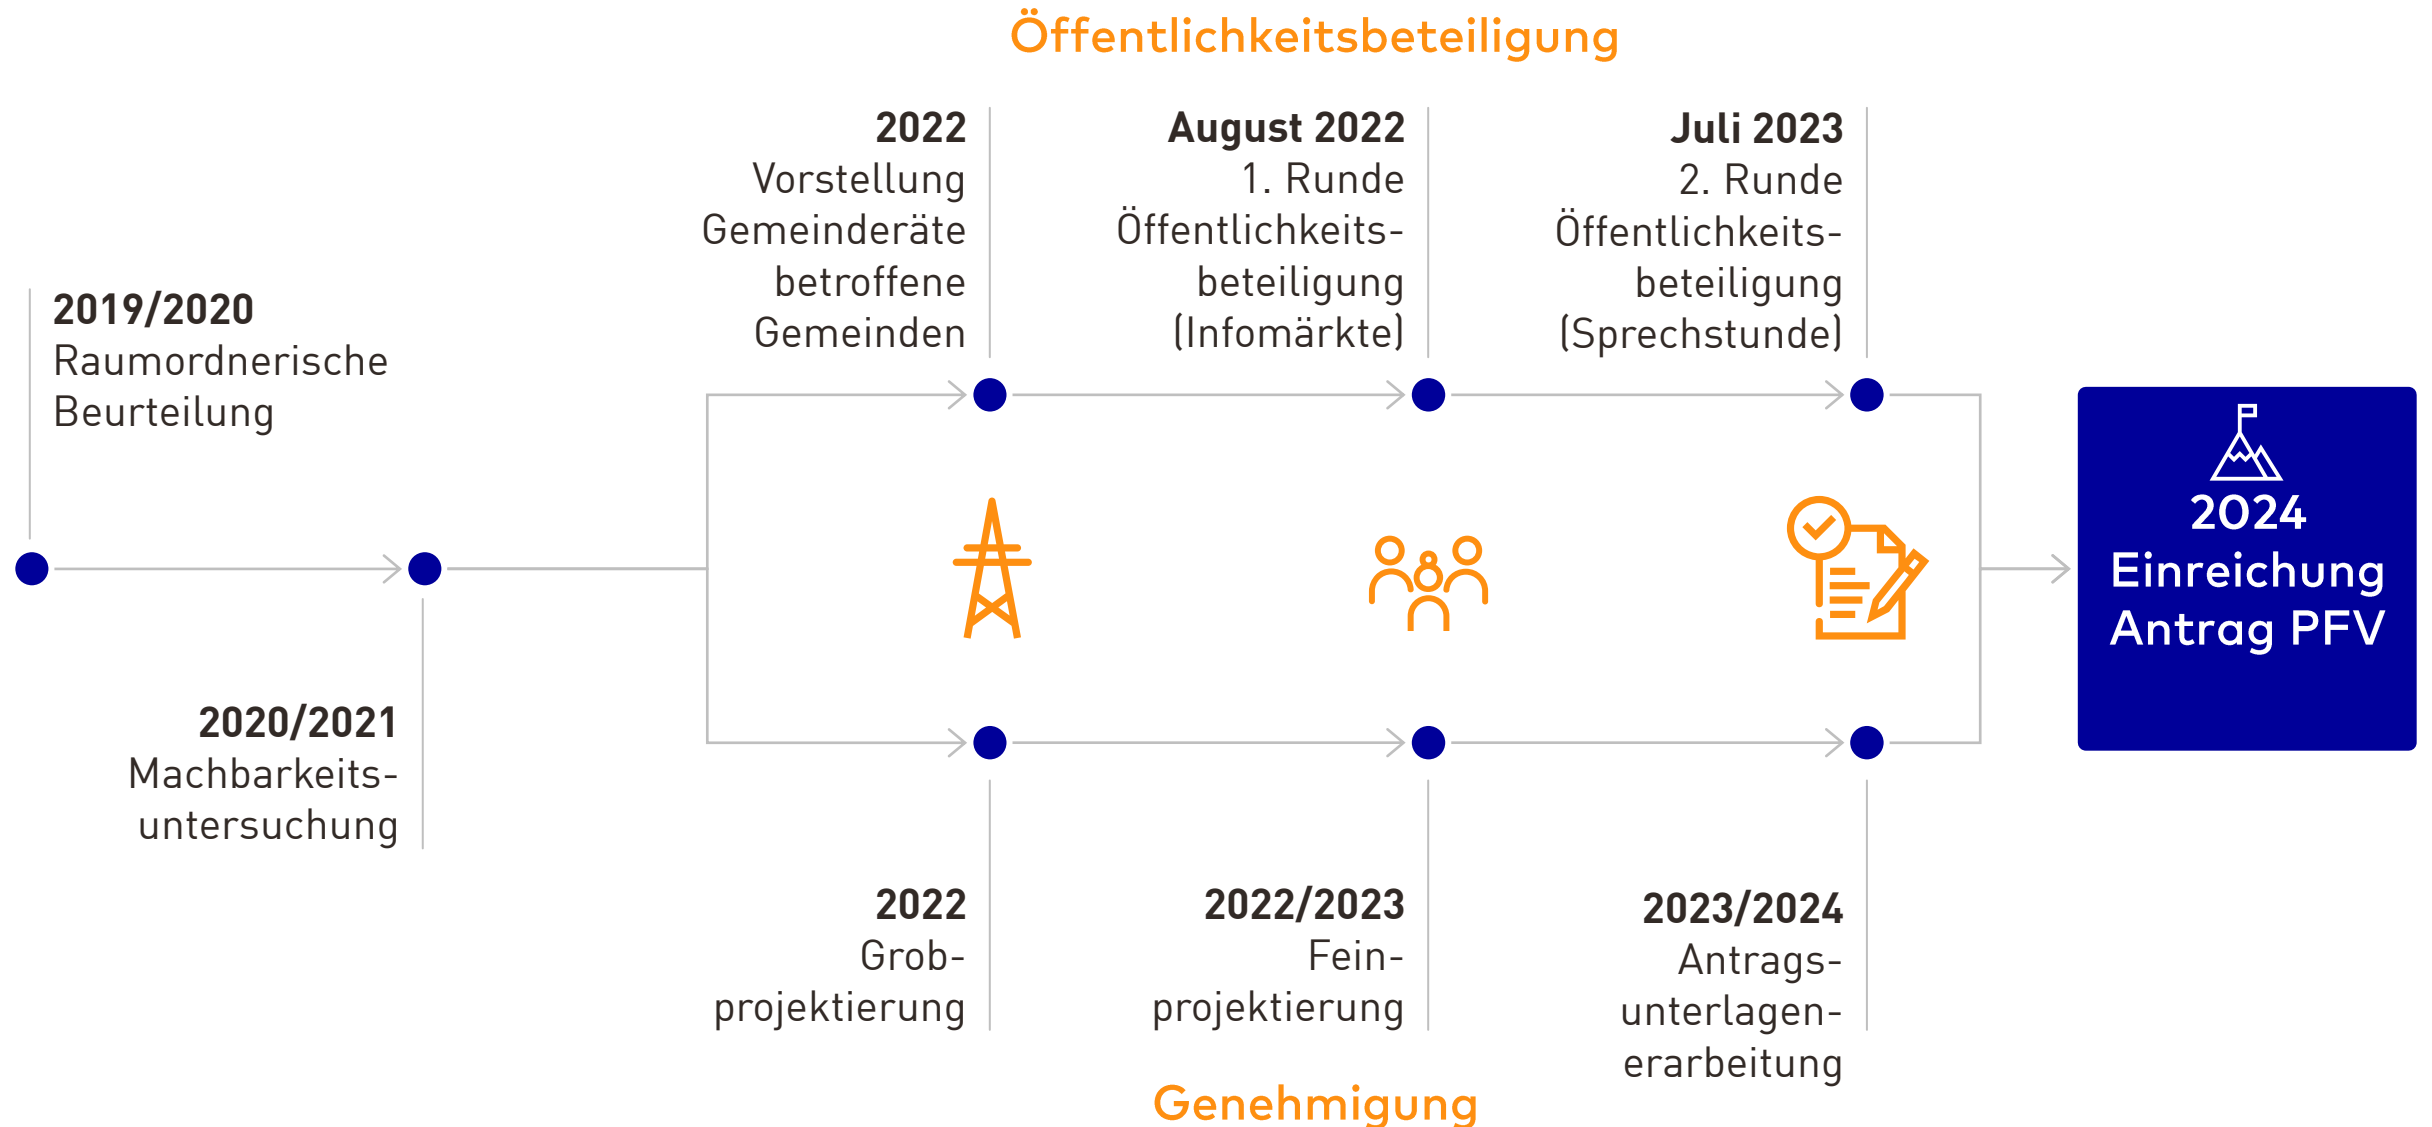 Öffentlichkeitsbeteiligung
2019/2020
Raumordnerische
Beurteilung
2020/2021
Machbarkeits-
untersuchung
2022
Vorstellung
Gemeinderäte
betroffene
Gemeinden
August 2022
1. Runde
Öffentlichkeits-
beteiligung
(Infomärkte)
Juli 2023
2. Runde
Öffentlichkeits-
beteiligung
(Sprechstunde)
2022
Grob-
projektierung
2022/2023
Fein-
projektierung
2023/2024
Antrags-
unterlagen-
erarbeitung
2024
Einreichung
Antrag PFV
Genehmigung